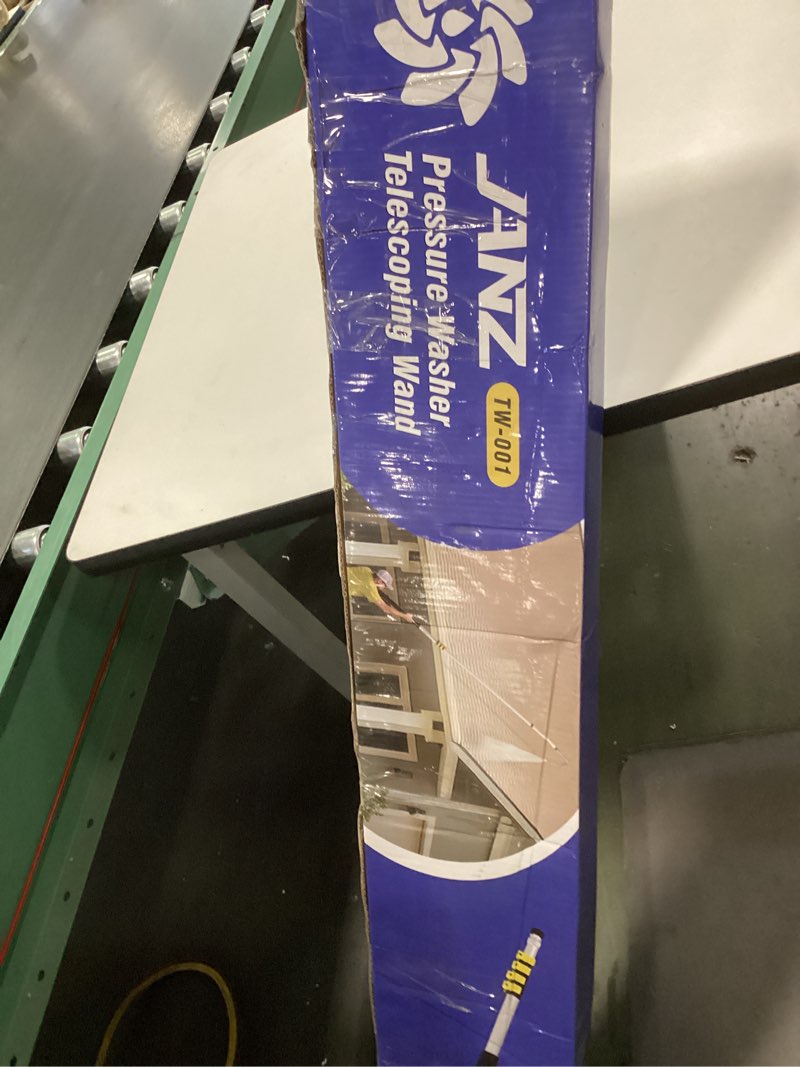 JANZ
Pressure Washer
Telescoping Wand
TW-001